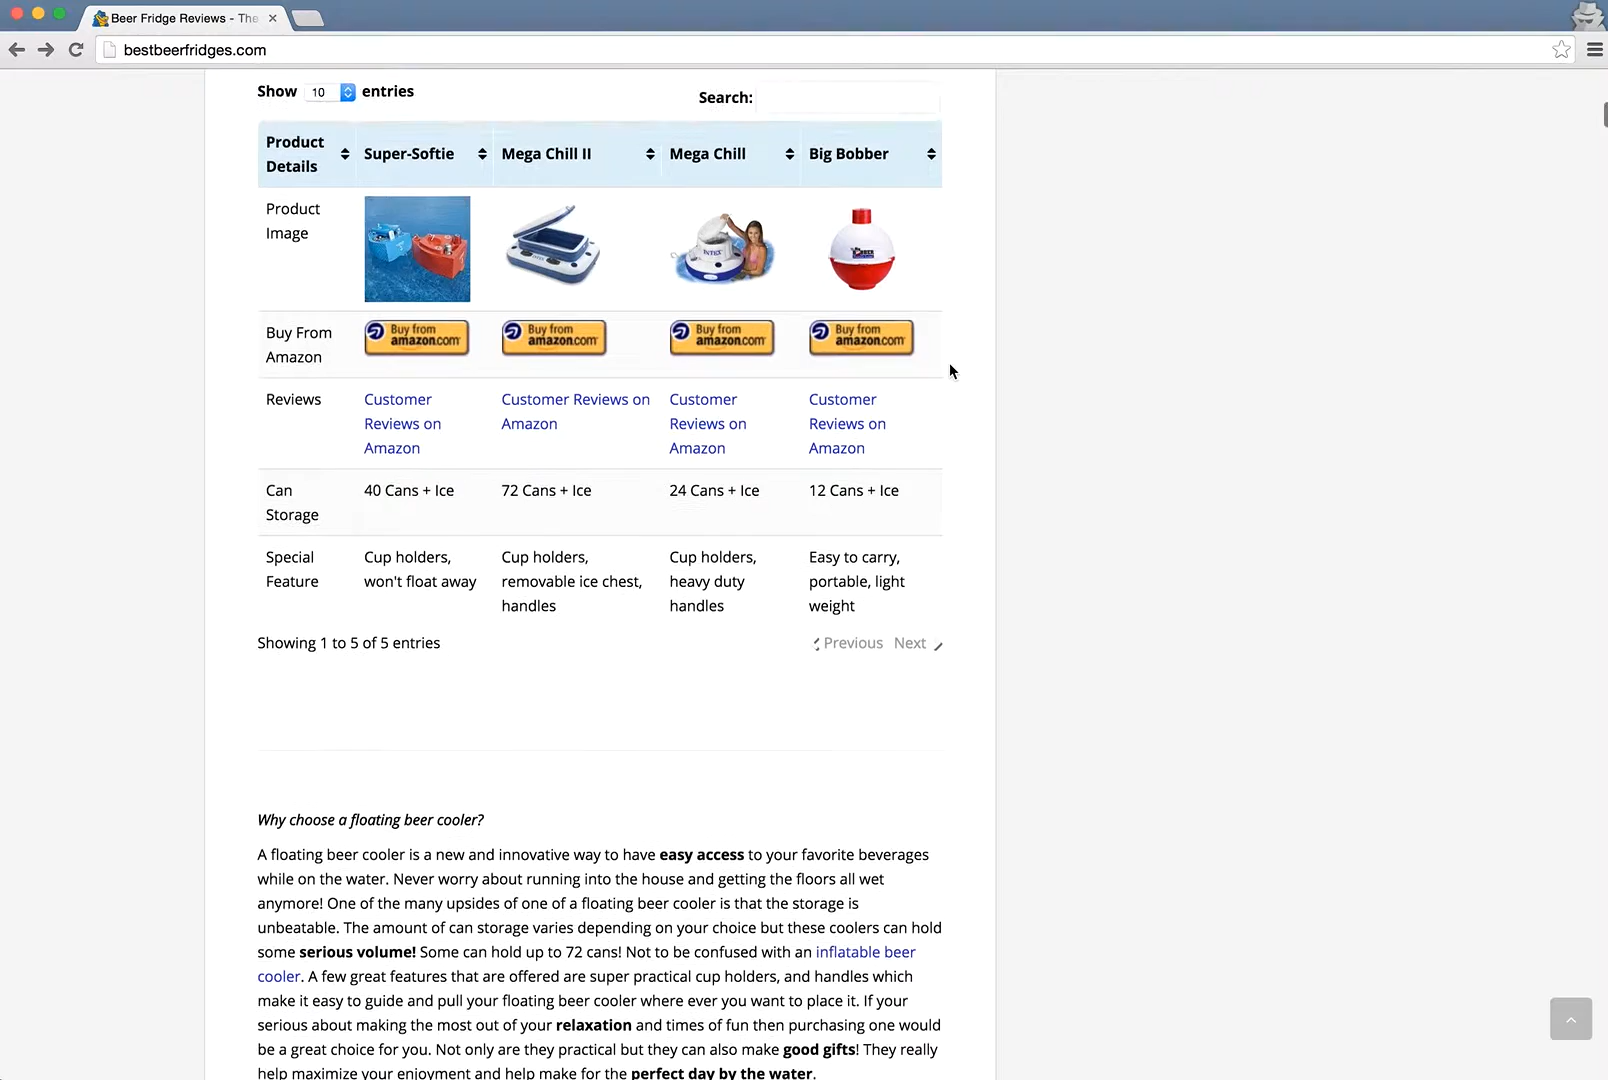 Beer Fridge Reviews - The
bestbeerfridges.com
Show 10 entries
Search:
Product Details Super-Softie Mega Chill II Mega Chill Big Bobber
Product
Image
INTEL
BOBBER
Buy From
Amazon
Buy from
amazon.com
Buy from
amazon.com
Buy from
amazon.com
Buy from
amazon.com
Reviews
Customer
Reviews on
Amazon
Customer Reviews on
Amazon
Customer
Reviews on
Amazon
Customer
Reviews on
Amazon
Can
Storage
40 Cans + Ice
72 Cans + Ice
24 Cans + Ice
12 Cans + Ice
Special
Feature
Cup holders,
won't float away
Cup holders,
removable ice chest,
handles
Cup holders,
heavy duty
handles
Easy to carry,
portable, light
weight
Showing 1 to 5 of 5 entries
Previous Next
Why choose a floating beer cooler?
A floating beer cooler is a new and innovative way to have easy access to your favorite beverages
while on the water. Never worry about running into the house and getting the floors all wet
anymore! One of the many upsides of one of a floating beer cooler is that the storage is
unbeatable. The amount of can storage varies depending on your choice but these coolers can hold
some serious volume! Some can hold up to 72 cans! Not to be confused with an inflatable beer
cooler. A few great features that are offered are super practical cup holders, and handles which
make it easy to guide and pull your floating beer cooler where ever you want to place it. If your
serious about making the most out of your relaxation and times of fun then purchasing one would
be a great choice for you. Not only are they practical but they can also make good gifts! They really
help maximize your enjoyment and help make for the perfect day by the water.